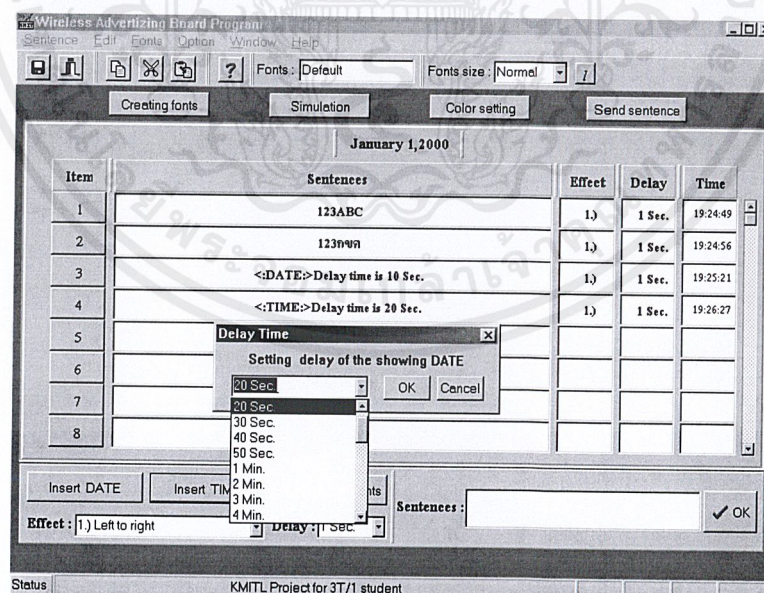 Wireless Advertizing Board Program
Sentence Edit Fonts Option Window Help
? Fonts : Default Fonts size : Normal I
Creating fonts Simulation Color setting Send sentence
January 1,2000
Item Sentences Effect Delay Time
1 123ABC 1.) 1 Sec. 19:24:49
2 123กขค 1.) 1 Sec. 19:24:56
3 <:DATE:>Delay time is 10 Sec. 1.) 1 Sec. 19:25:21
4 <:TIME:>Delay time is 20 Sec. 1.) 1 Sec. 19:26:27
5
6
7
8
Delay Time
Setting delay of the showing DATE
20 Sec. OK Cancel
20 Sec.
30 Sec.
40 Sec.
50 Sec.
1 Min.
2 Min.
3 Min.
4 Min.
Insert DATE Insert TIM nts Sentences : OK
Effect : 1.) Left to right Delay : 1 Sec.
Status KMITL Project for 3T/1 student